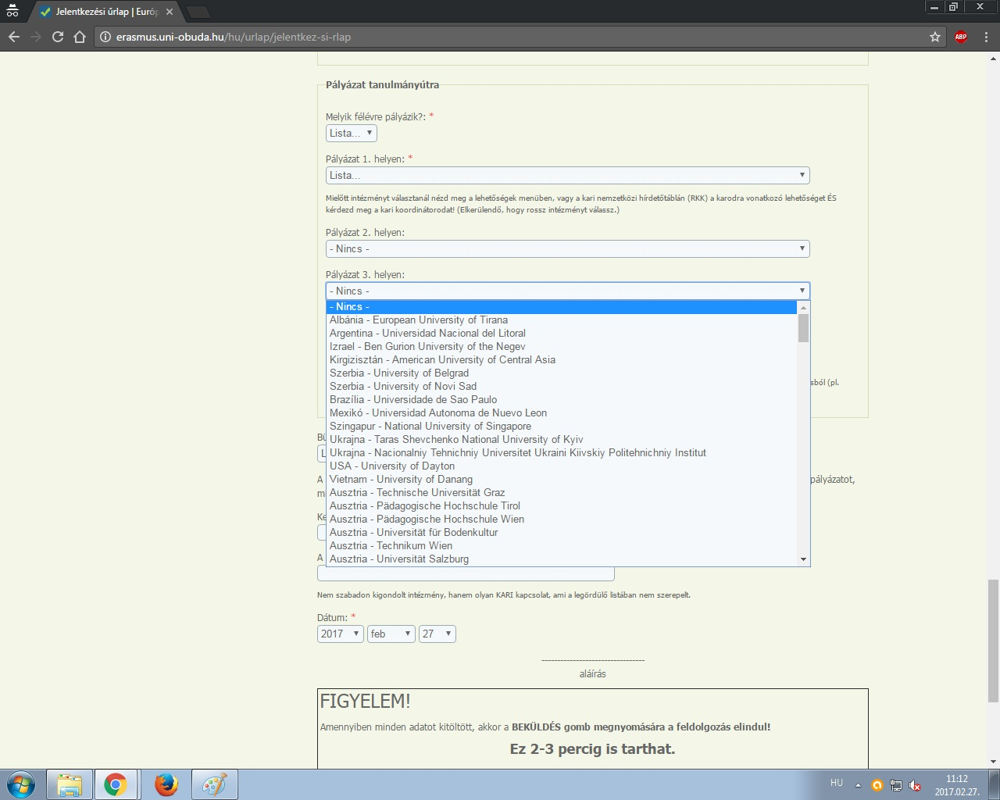 Jelentkezési űrlap | Európ
erasmus.uni-obuda.hu/hu/urlap/jelentkez-si-rlap
ABP
Pályázat tanulmányútra
Melyik félévre pályázik?: *
Lista...
Pályázat 1. helyen: *
Lista...
Mielőtt intézményt választanál nézd meg a lehetőségek menüben, vagy a kari nemzetközi hírdetőtáblán (RKK) a karodra vonatkozó lehetőséget ÉS
kérdezd meg a kari koordinátorodat! (Elkerülendő, hogy rossz intézményt válassz.)
Pályázat 2. helyen:
- Nincs -
Pályázat 3. helyen:
- Nincs -
- Nincs -
Albánia - European University of Tirana
Argentina - Universidad Nacional del Litoral
Izrael - Ben Gurion University of the Negev
Kirgizisztán - American University of Central Asia
Szerbia - University of Belgrad
Szerbia - University of Novi Sad
sból (pl.
Brazília - Universidade de Sao Paulo
Mexikó - Universidad Autonoma de Nuevo Leon
Szingapur - National University of Singapore
Bü
Ukrajna - Taras Shevchenko National University of Kyiv
L
Ukrajna - Nacionalniy Tehnichniy Universitet Ukraini Kiivskiy Politehnichniy Institut
USA - University of Dayton
A
Vietnam - University of Danang
pályázatot,
m
Ausztria - Technische Universität Graz
Ausztria - Pädagogische Hochschule Tirol
Ke
Ausztria - Pädagogische Hochschule Wien
Ausztria - Universität für Bodenkultur
Ausztria - Technikum Wien
A
Ausztria - Universität Salzburg
Nem szabadon kigondolt intézmény, hanem olyan KARI kapcsolat, ami a legördülő listában nem szerepelt.
Dátum: *
2017 feb 27
---------------------------------
aláírás
FIGYELEM!
Amennyiben minden adatot kitöltött, akkor a BEKÜLDÉS gomb megnyomására a feldolgozás elindul!
Ez 2-3 percig is tarthat.
HU
11:12
2017.02.27.